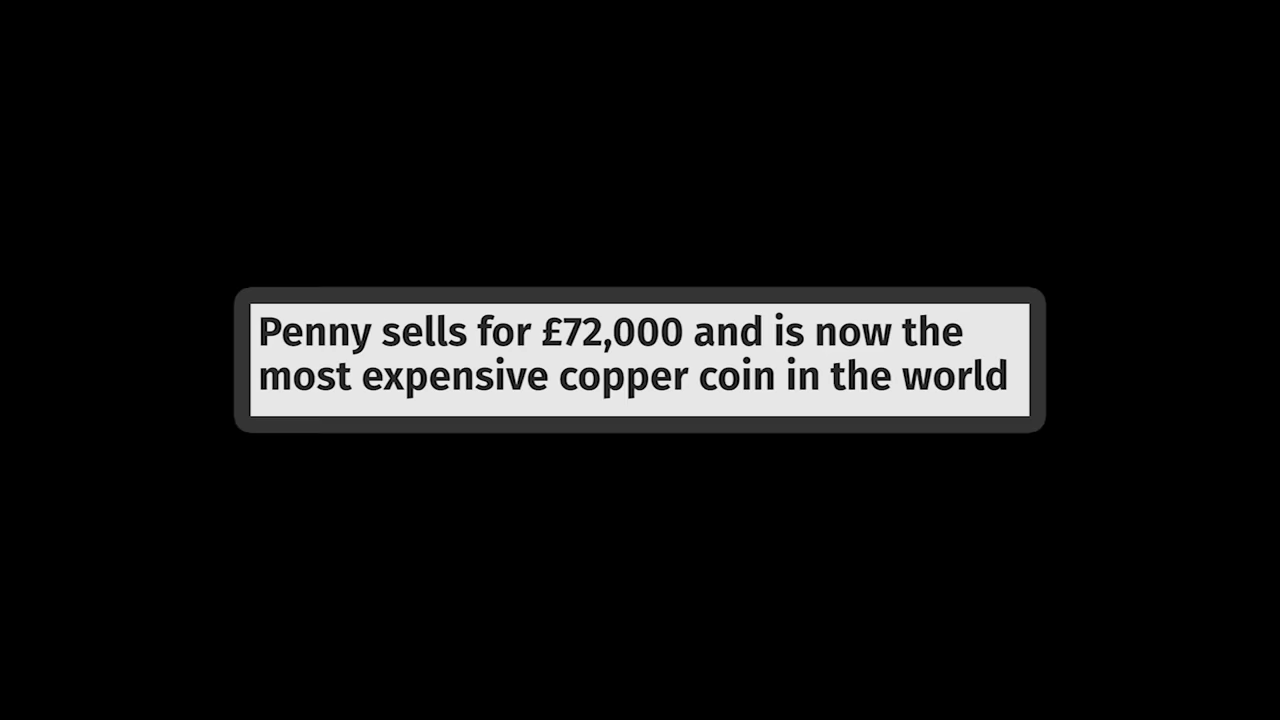 Penny sells for £72,000 and is now the
most expensive copper coin in the world